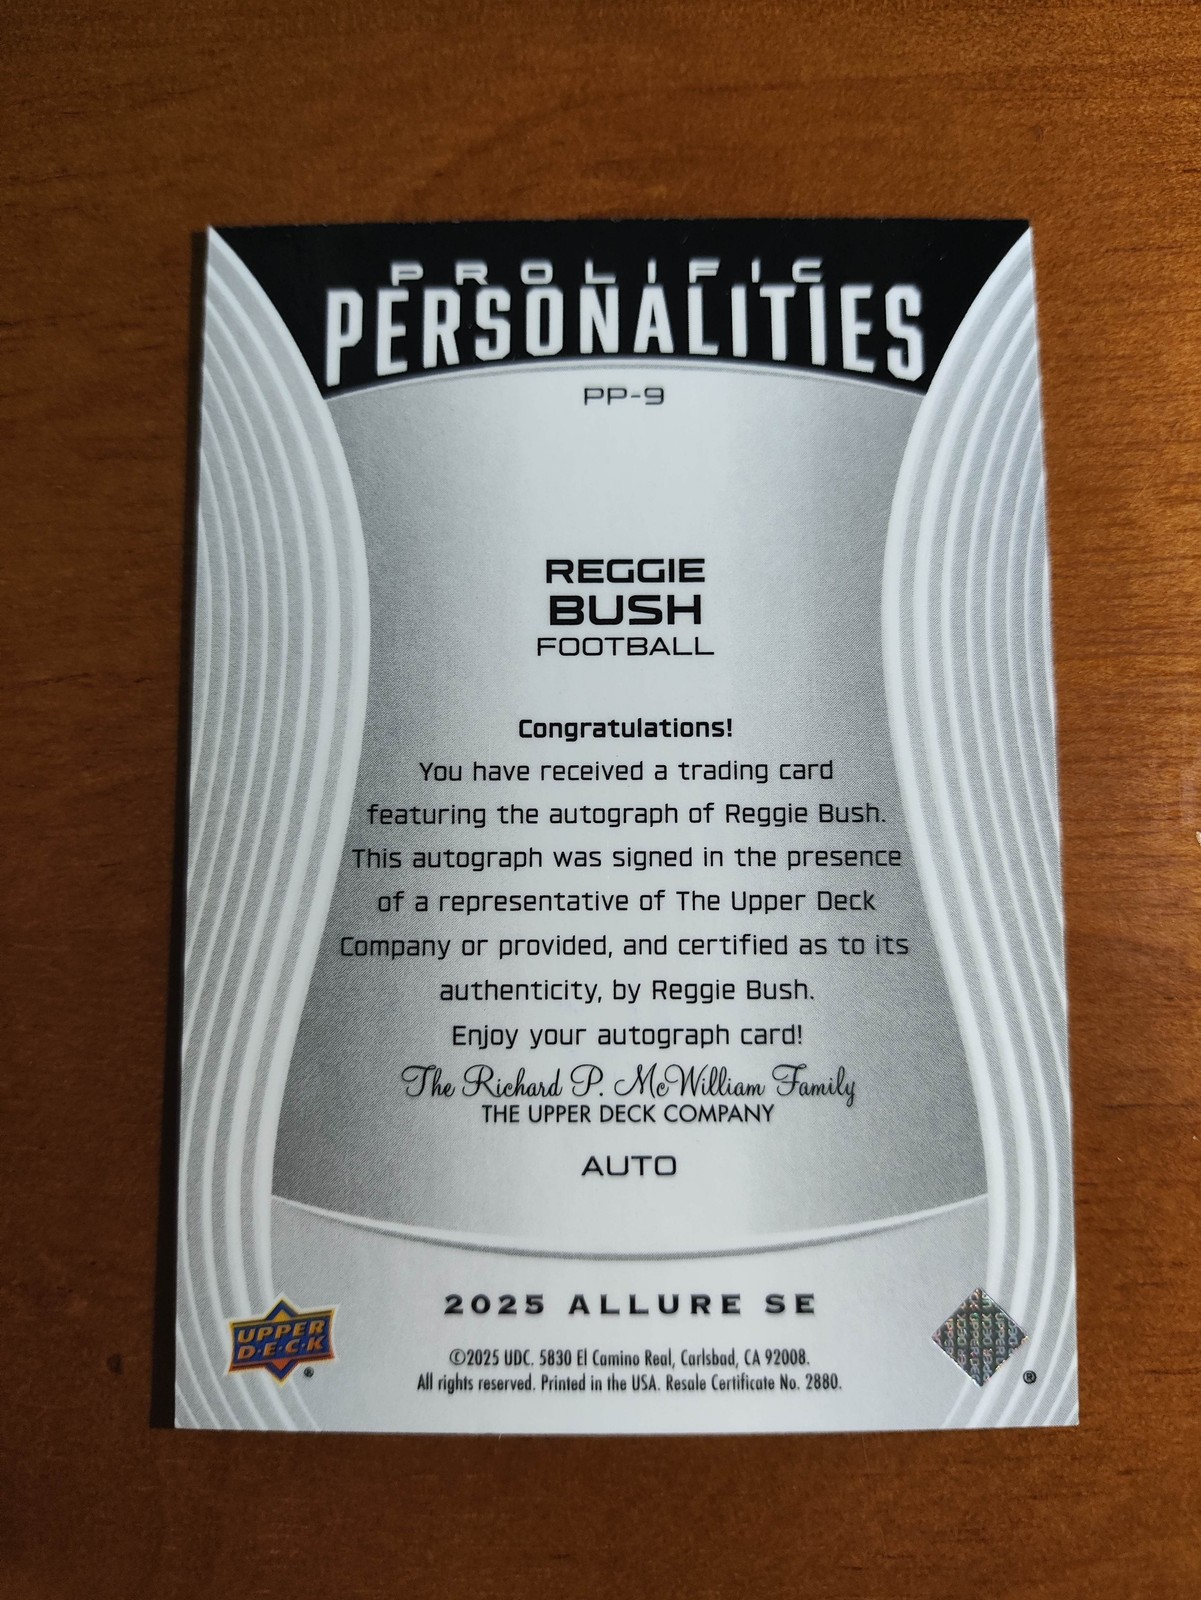 PROLIFIC
PERSONALITIES
PP-9
REGGIE
BUSH
FOOTBALL
Congratulations!
You have received a trading card
featuring the autograph of Reggie Bush.
This autograph was signed in the presence
of a representative of The Upper Deck
Company or provided, and certified as to its
authenticity, by Reggie Bush.
Enjoy your autograph card!
The Richard P. McWilliam Family
THE UPPER DECK COMPANY
AUTO
2025 ALLURE SE
UPPER
D·E·C·K
®
©2025 UDC. 5830 El Camino Real, Carlsbad, CA 92008.
All rights reserved. Printed in the USA. Resale Certificate No. 2880.
®